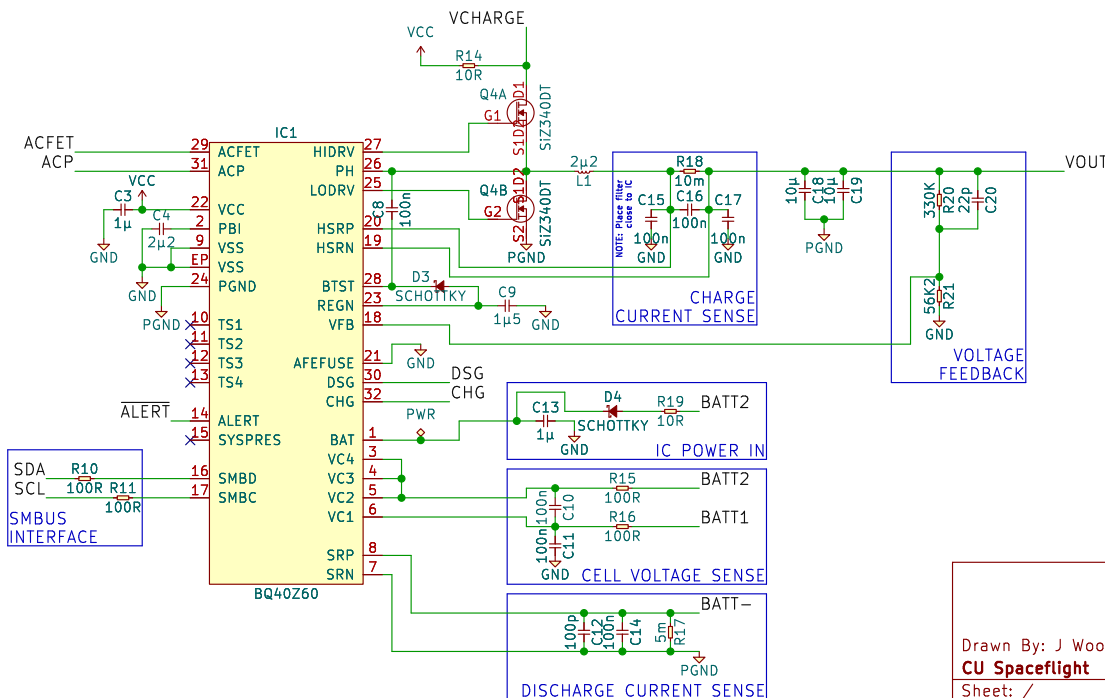 VCHARGE
VCC
R14
10R
Q4A
D1
G1
S1D2
SiZ340DT
IC1
ACFET
ACP
29
ACFET
31
ACP
HIDRV
27
PH
26
LODRV
25
C8
100n
Q4B
S1D2
G2
S2
SiZ340DT
PGND
2µ2
L1
NOTE: Place filter
close to IC
R18
10m
C15
100n
GND
C16
100n
C17
100n
GND
CHARGE
CURRENT SENSE
10µ
C18
10µ
C19
PGND
VOUT
330K
R20
22p
C20
56K2
R21
GND
VOLTAGE
FEEDBACK
C3
1µ
VCC
GND
C4
2µ2
GND
PGND
22
VCC
2
PBI
9
VSS
EP
VSS
24
PGND
10
TS1
11
TS2
12
TS3
13
TS4
14
ALERT
15
SYSPRES
16
SMBD
17
SMBC
HSRP
20
HSRN
19
BTST
28
REGN
23
VFB
18
AFEFUSE
21
DSG
30
CHG
32
BAT
1
VC4
3
VC3
4
VC2
5
VC1
6
SRP
8
SRN
7
BQ40Z60
D3
SCHOTTKY
C9
1µ5
GND
GND
DSG
CHG
PWR
ALERT
SDA
SCL
R10
100R
R11
100R
SMBUS
INTERFACE
C13
1µ
GND
D4
SCHOTTKY
R19
10R
BATT2
IC POWER IN
BATT2
R15
100R
100n
C10
BATT1
R16
100R
100n
C11
GND
CELL VOLTAGE SENSE
BATT-
100p
C12
100n
C14
5m
R17
PGND
DISCHARGE CURRENT SENSE
Drawn By: J Woo
CU Spaceflight
Sheet: /